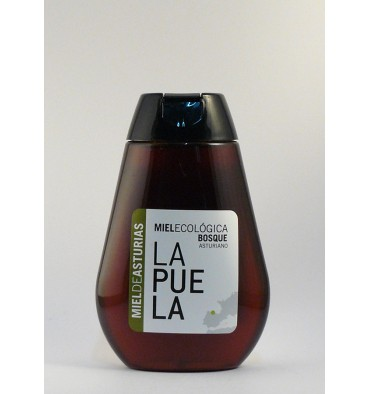 MIELDEASTURIAS
MIELECOLÓGICA
BOSQUE
ASTURIANO
LA
PUE
LA